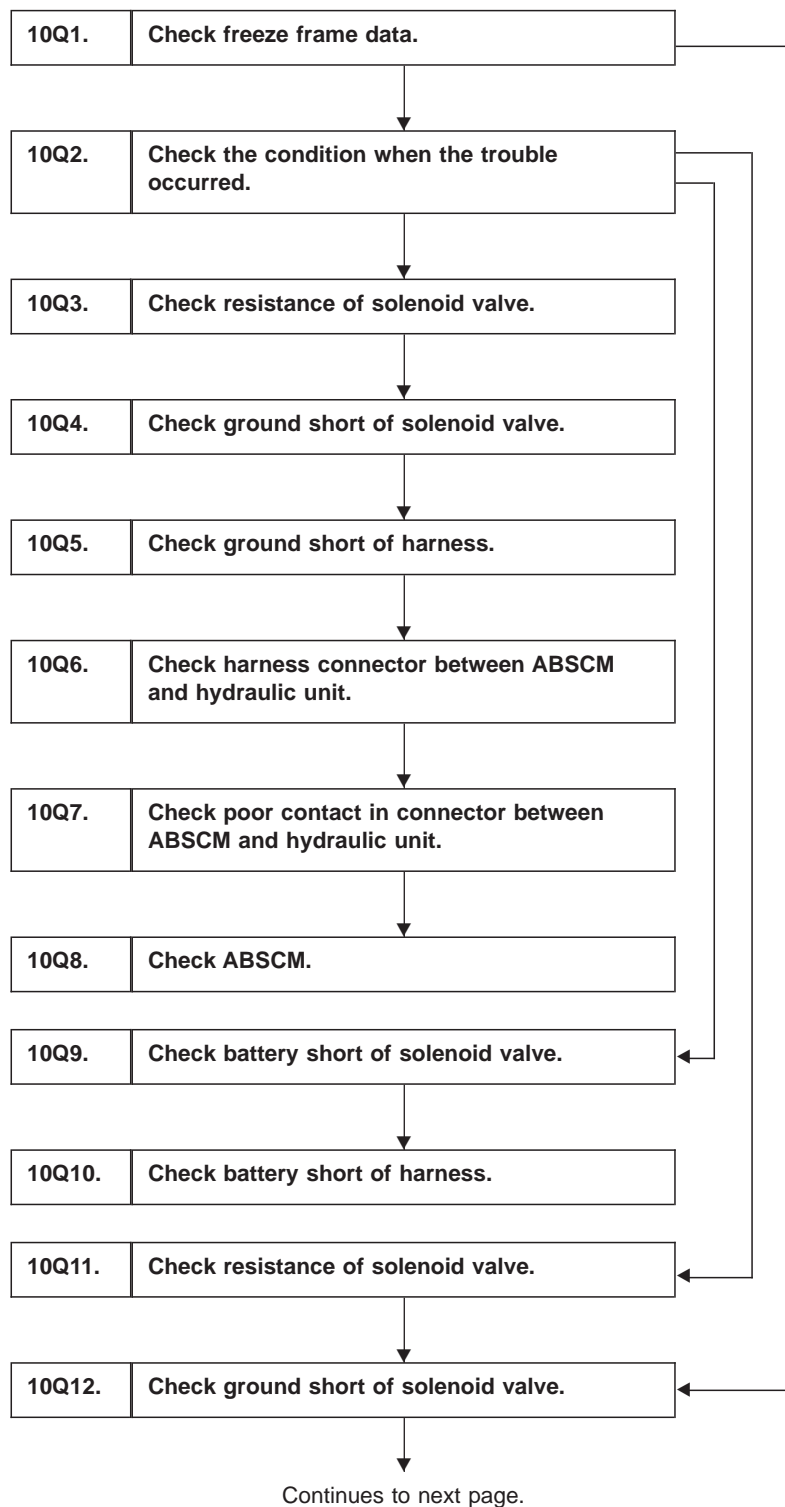 10Q1. Check freeze frame data.
10Q2. Check the condition when the trouble
occurred.
10Q3. Check resistance of solenoid valve.
10Q4. Check ground short of solenoid valve.
10Q5. Check ground short of harness.
10Q6. Check harness connector between ABSCM
and hydraulic unit.
10Q7. Check poor contact in connector between
ABSCM and hydraulic unit.
10Q8. Check ABSCM.
10Q9. Check battery short of solenoid valve.
10Q10. Check battery short of harness.
10Q11. Check resistance of solenoid valve.
10Q12. Check ground short of solenoid valve.
Continues to next page.